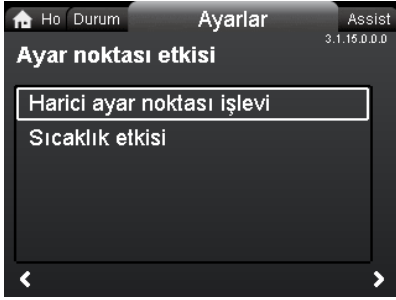 Ho Durum Ayarlar Assist
3.1.15.0.0.0
Ayar noktası etkisi
Harici ayar noktası işlevi
Sıcaklık etkisi